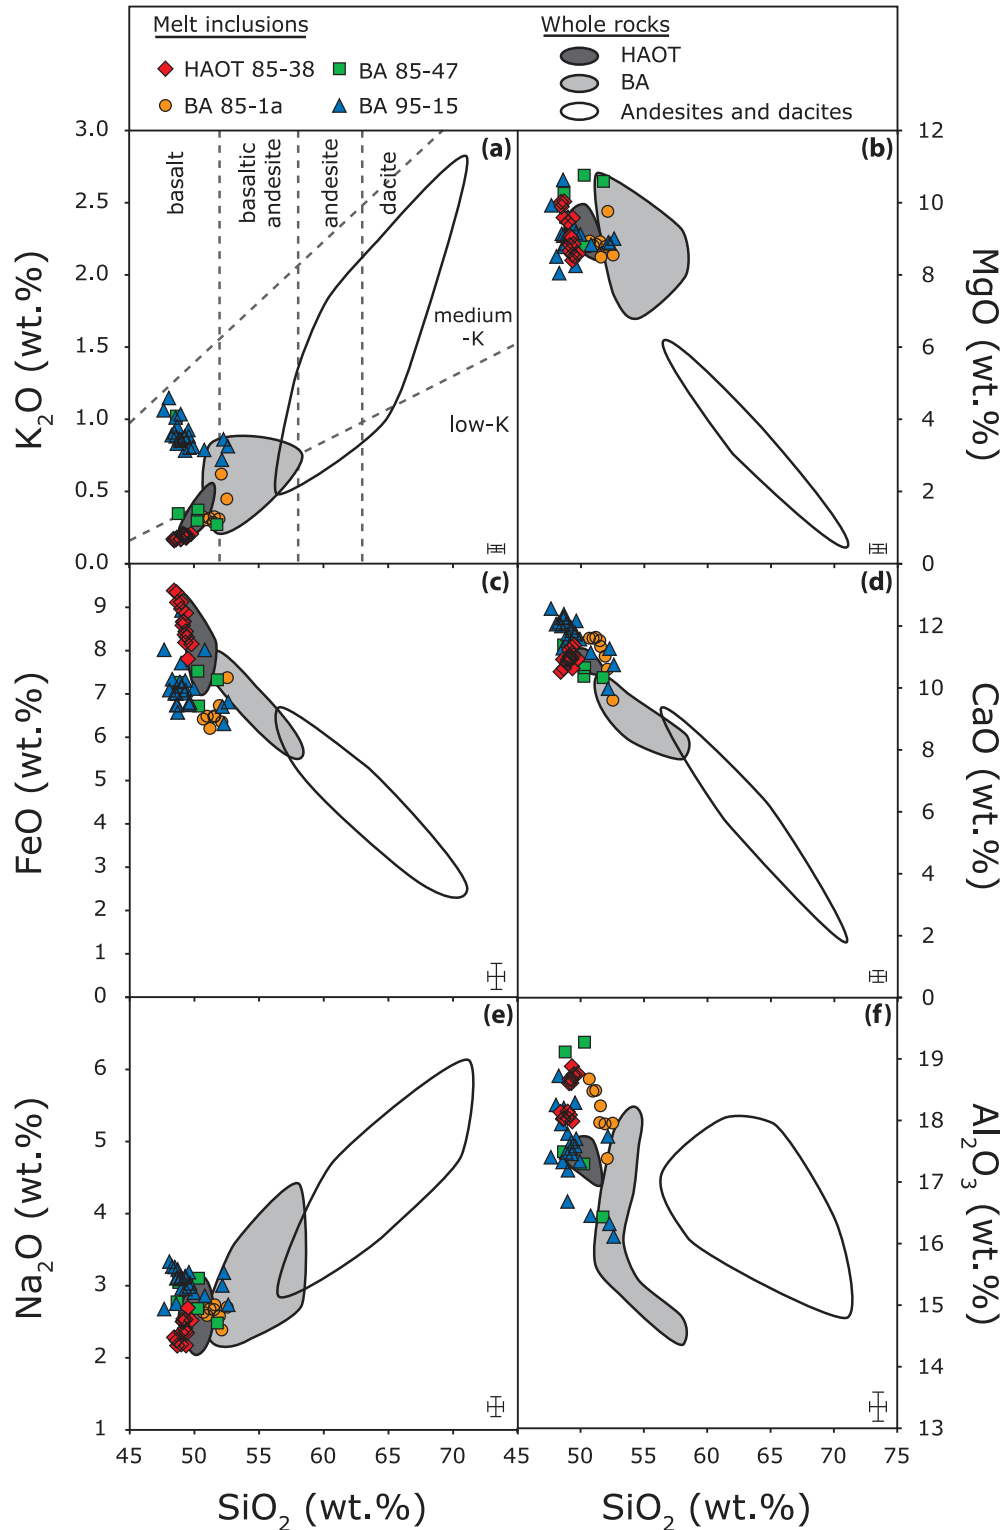 Melt inclusions
HAOT 85-38
BA 85-47
BA 85-1a
BA 95-15
Whole rocks
HAOT
BA
Andesites and dacites
(a)
basalt
basaltic
andesite
andesite
dacite
medium
-K
low-K
3.0
2.5
2.0
1.5
1.0
0.5
0.0
K₂O (wt.%)
(b)
12
10
8
6
4
2
0
MgO (wt.%)
(c)
9
8
7
6
5
4
3
2
1
0
FeO (wt.%)
(d)
12
10
8
6
4
2
0
CaO (wt.%)
(e)
6
5
4
3
2
1
Na₂O (wt.%)
45 50 55 60 65 70
SiO₂ (wt.%)
(f)
19
18
17
16
15
14
13
Al₂O₃ (wt.%)
45 50 55 60 65 70 75
SiO₂ (wt.%)